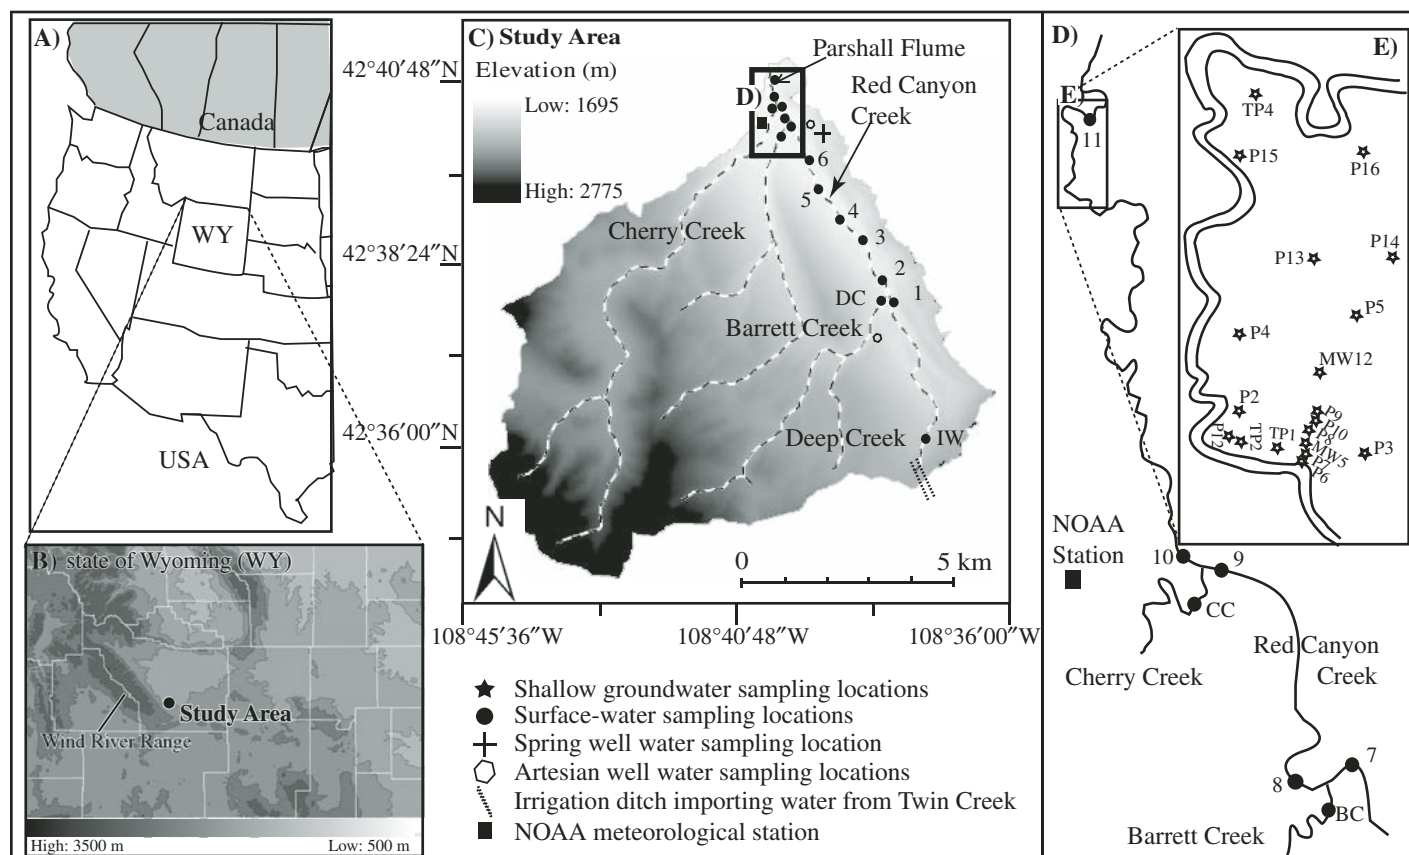 A)
Canada
WY
USA
B) state of Wyoming (WY)
Study Area
Wind River Range
High: 3500 m
Low: 500 m
C) Study Area
Elevation (m)
Low: 1695
High: 2775
42°40′48″N
42°38′24″N
42°36′00″N
108°45′36″W
108°40′48″W
108°36′00″W
Parshall Flume
Red Canyon
Creek
D)
6
5
4
3
2
1
DC
IW
Cherry Creek
Barrett Creek
Deep Creek
N
0
5 km
Shallow groundwater sampling locations
Surface-water sampling locations
Spring well water sampling location
Artesian well water sampling locations
Irrigation ditch importing water from Twin Creek
NOAA meteorological station
D)
E)
11
NOAA
Station
10
9
CC
Cherry Creek
Red Canyon
Creek
8
7
BC
Barrett Creek
E)
TP4
P15
P16
P13
P14
P5
P4
MW12
P2
P9
P10
P8
P12
TP2
TP1
MW5
P7
P6
P3